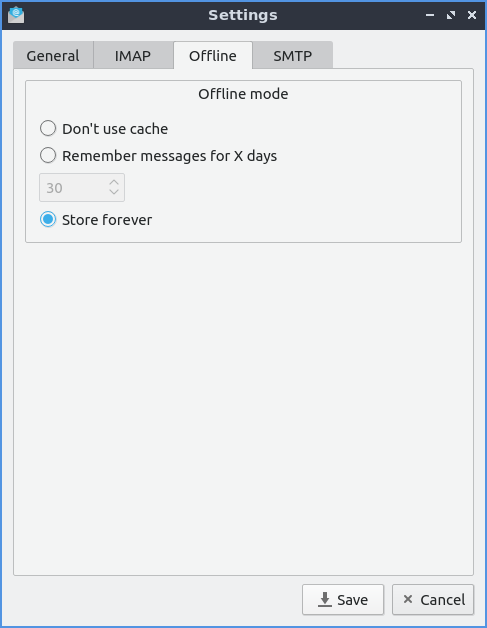 Settings
General IMAP Offline SMTP
Offline mode
Don't use cache
Remember messages for X days
30
Store forever
Save Cancel